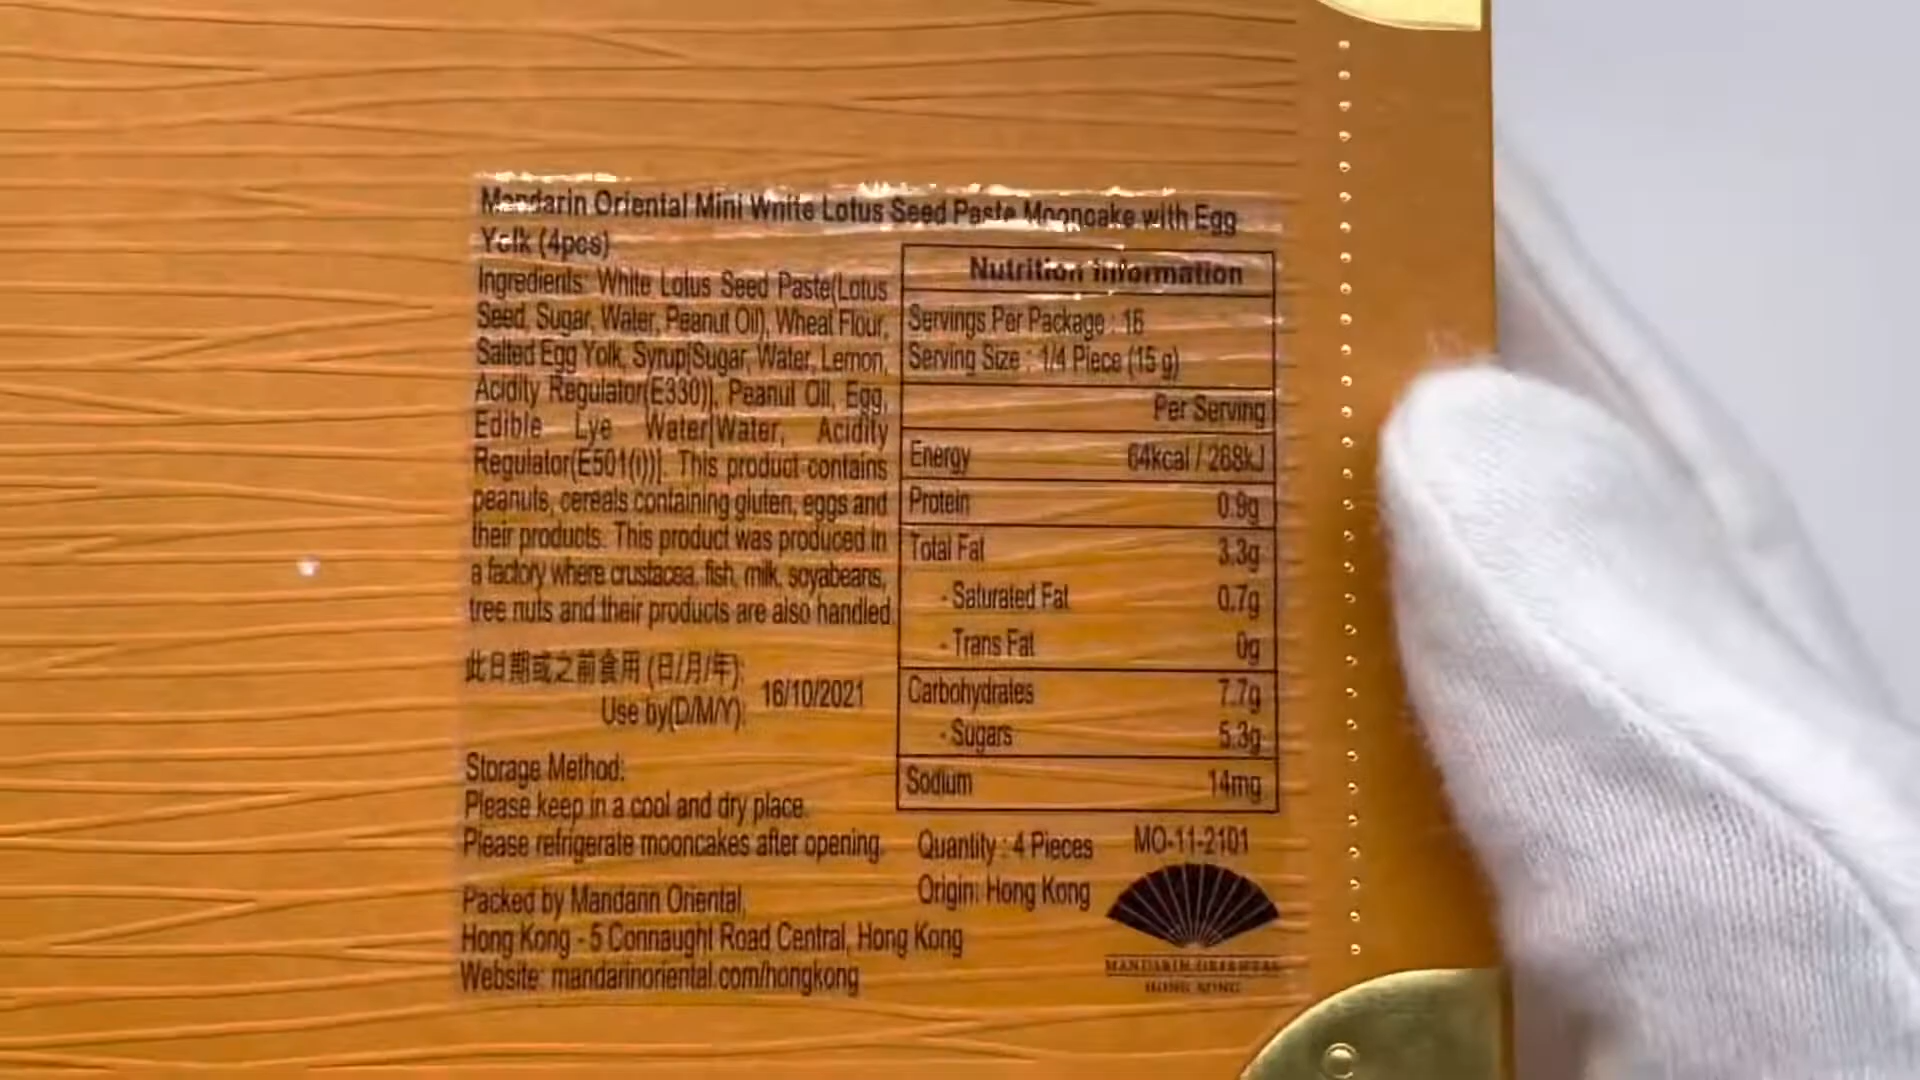 Mandarin Oriental Mini White Lotus Seed Paste Mooncake with Egg
Yolk (4pcs)
Ingredients: White Lotus Seed Paste(Lotus
Seed, Sugar, Water, Peanut Oil), Wheat Flour,
Salted Egg Yolk, Syrup[Sugar, Water, Lemon,
Acidity Regulator(E330)], Peanut Oil, Egg,
Edible Lye Water[Water, Acidity
Regulator(E501(i))]. This product contains
peanuts, cereals containing gluten, eggs and
their products. This product was produced in
a factory where crustacea, fish, milk, soyabeans,
tree nuts and their products are also handled.
此日期或之前食用 (日/月/年):
Use by(D/M/Y): 16/10/2021
Storage Method:
Please keep in a cool and dry place.
Please refrigerate mooncakes after opening.
Packed by Mandarin Oriental,
Hong Kong - 5 Connaught Road Central, Hong Kong
Website: mandarinoriental.com/hongkong
Nutrition Information
Servings Per Package : 16
Serving Size : 1/4 Piece (15 g)
Per Serving
Energy 64kcal / 268kJ
Protein 0.9g
Total Fat 3.3g
- Saturated Fat 0.7g
- Trans Fat 0g
Carbohydrates 7.7g
- Sugars 5.3g
Sodium 14mg
Quantity : 4 Pieces MO-11-2101
Origin: Hong Kong
MANDARIN ORIENTAL
HONG KONG